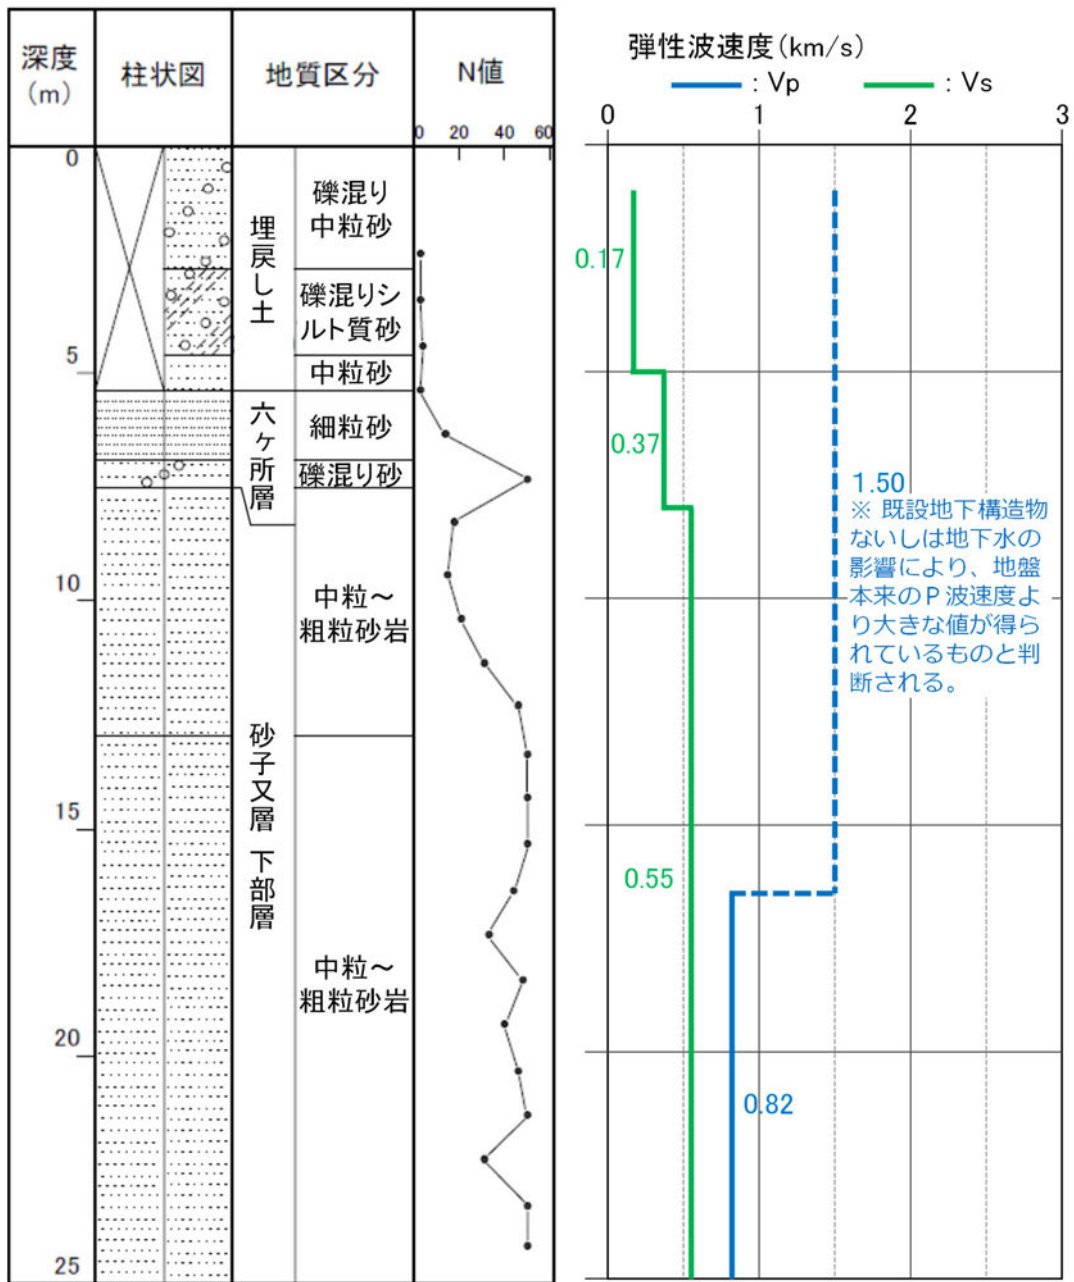 深度
(m)
柱状図
地質区分
N値
0 20 40 60
0
5
10
15
20
25
埋戻し土
礫混り
中粒砂
礫混りシ
ルト質砂
中粒砂
六ヶ所層
細粒砂
礫混り砂
砂子又層 下部層
中粒～
粗粒砂岩
中粒～
粗粒砂岩
弾性波速度(km/s)
: Vp : Vs
0 1 2 3
0.17
0.37
0.55
1.50
※ 既設地下構造物
ないしは地下水の
影響により、地盤
本来のP波速度よ
り大きな値が得ら
れているものと判
断される。
0.82